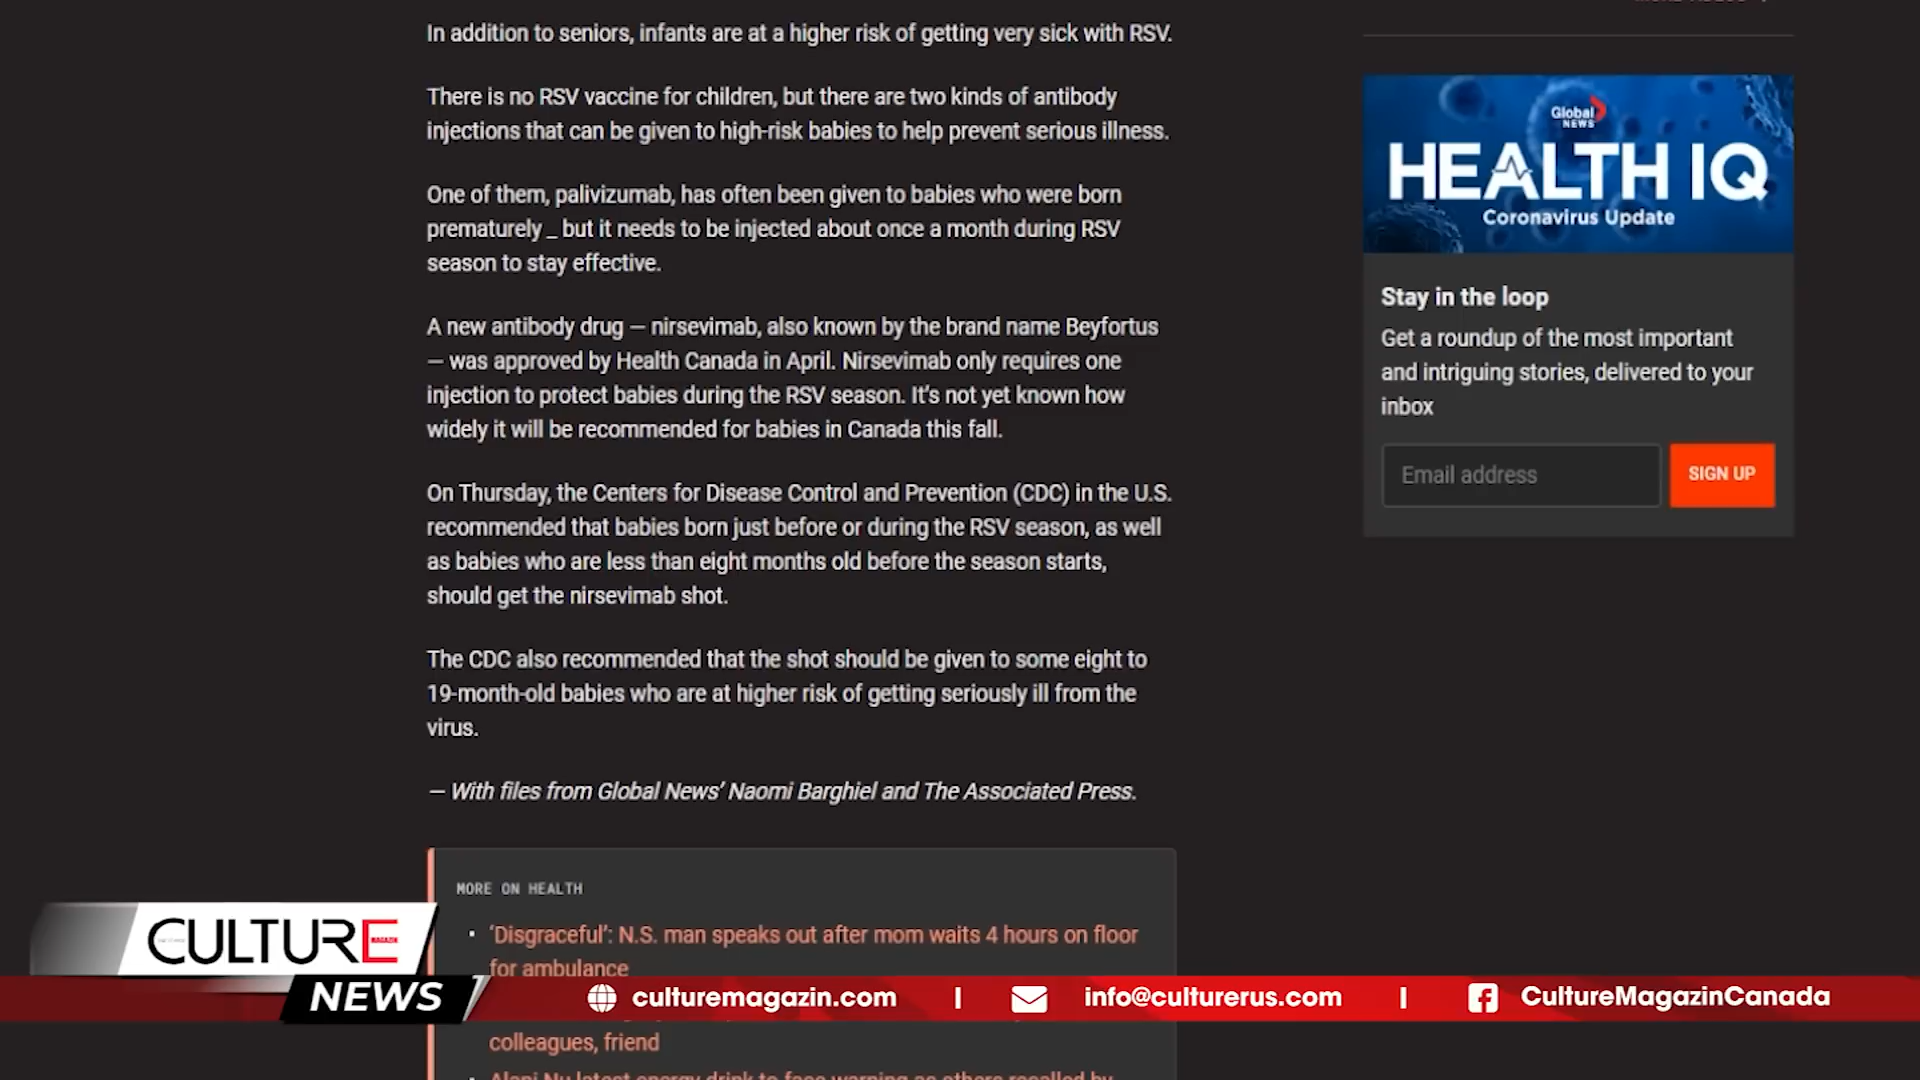 In addition to seniors, infants are at a higher risk of getting very sick with RSV.
There is no RSV vaccine for children, but there are two kinds of antibody
injections that can be given to high-risk babies to help prevent serious illness.
One of them, palivizumab, has often been given to babies who were born
prematurely _ but it needs to be injected about once a month during RSV
season to stay effective.
A new antibody drug — nirsevimab, also known by the brand name Beyfortus
— was approved by Health Canada in April. Nirsevimab only requires one
injection to protect babies during the RSV season. It's not yet known how
widely it will be recommended for babies in Canada this fall.
On Thursday, the Centers for Disease Control and Prevention (CDC) in the U.S.
recommended that babies born just before or during the RSV season, as well
as babies who are less than eight months old before the season starts,
should get the nirsevimab shot.
The CDC also recommended that the shot should be given to some eight to
19-month-old babies who are at higher risk of getting seriously ill from the
virus.
— With files from Global News' Naomi Barghiel and The Associated Press.
MORE ON HEALTH
• 'Disgraceful': N.S. man speaks out after mom waits 4 hours on floor
for ambulance
colleagues, friend
Global
NEWS
HEALTH IQ
Coronavirus Update
Stay in the loop
Get a roundup of the most important
and intriguing stories, delivered to your
inbox
Email address
SIGN UP
CULTURE
MAGAZIN
NEWS
culturemagazin.com | info@culturerus.com | CultureMagazinCanada